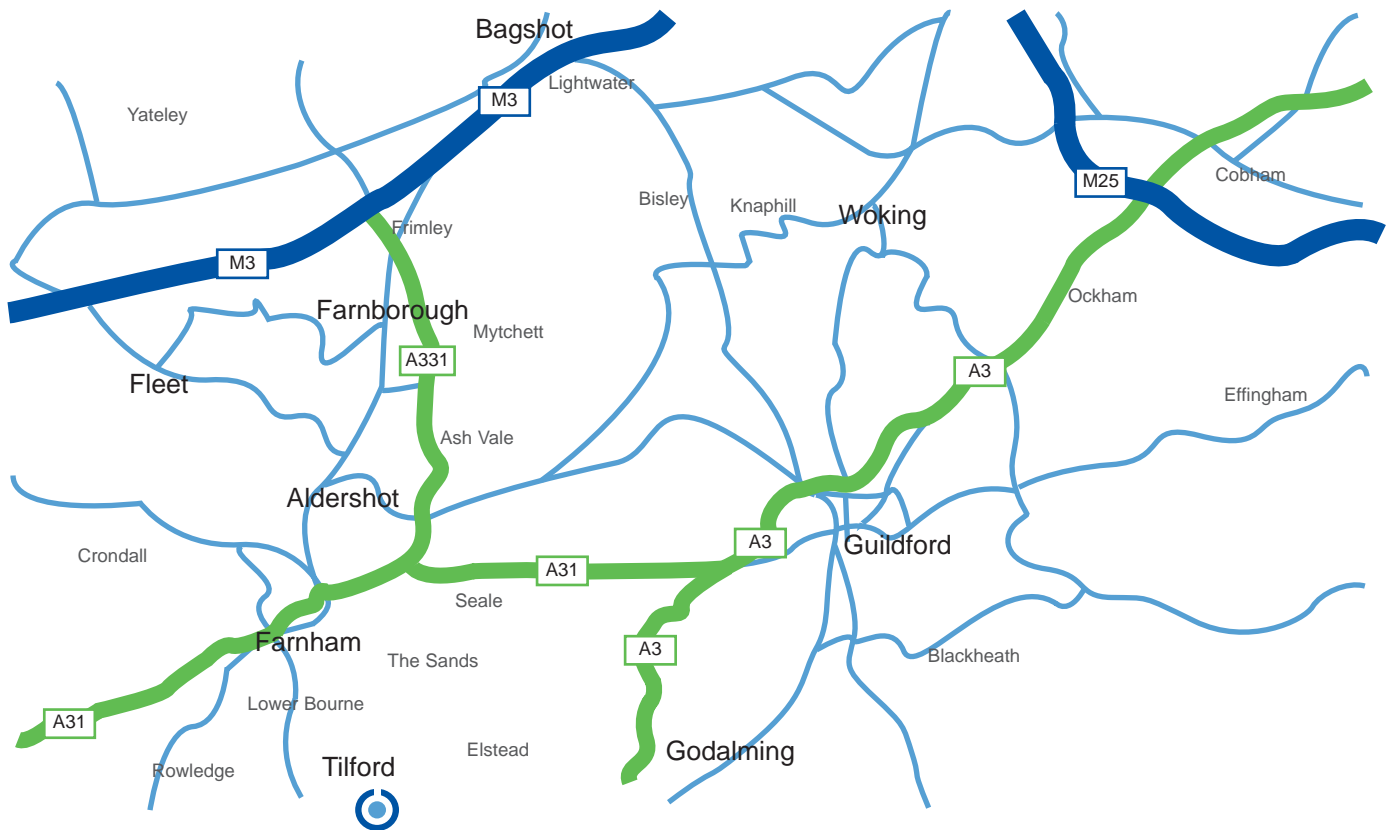 Bagshot
Lightwater
M3
Yateley
Cobham
M25
Bisley
Knaphill
Woking
Frimley
M3
Ockham
Farnborough
Mytchett
A331
A3
Fleet
Effingham
Ash Vale
Aldershot
A3
Guildford
Crondall
A31
Seale
Farnham
A3
The Sands
Blackheath
Lower Bourne
A31
Elstead
Godalming
Rowledge
Tilford